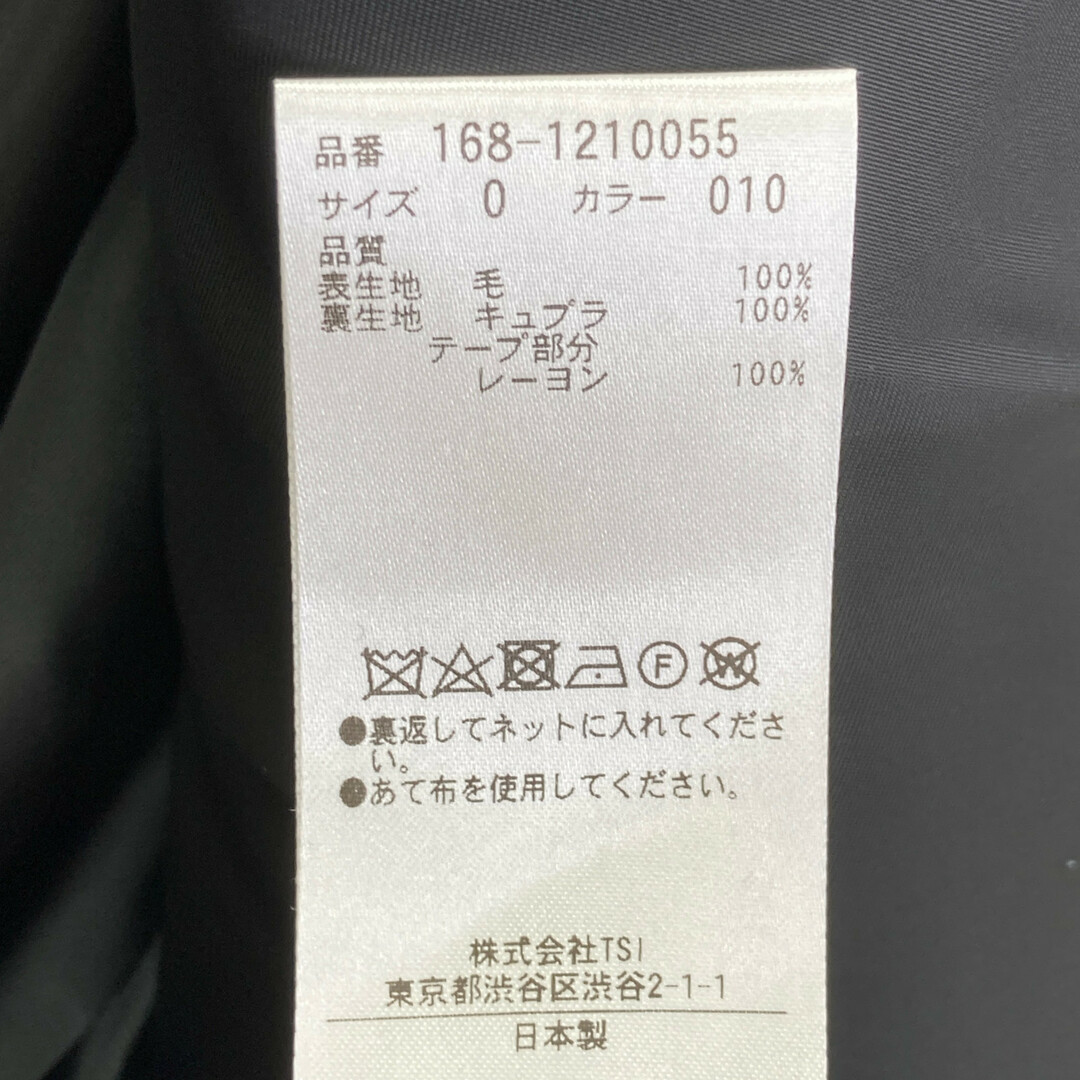 品番 168-1210055
サイズ 0 カラー 010
品質
表生地 毛 100%
裏生地 キュプラ 100%
テープ部分
レーヨン 100%
F W
●裏返してネットに入れてくださ
い。
●あて布を使用してください。
株式会社TSI
東京都渋谷区渋谷2-1-1
日本製